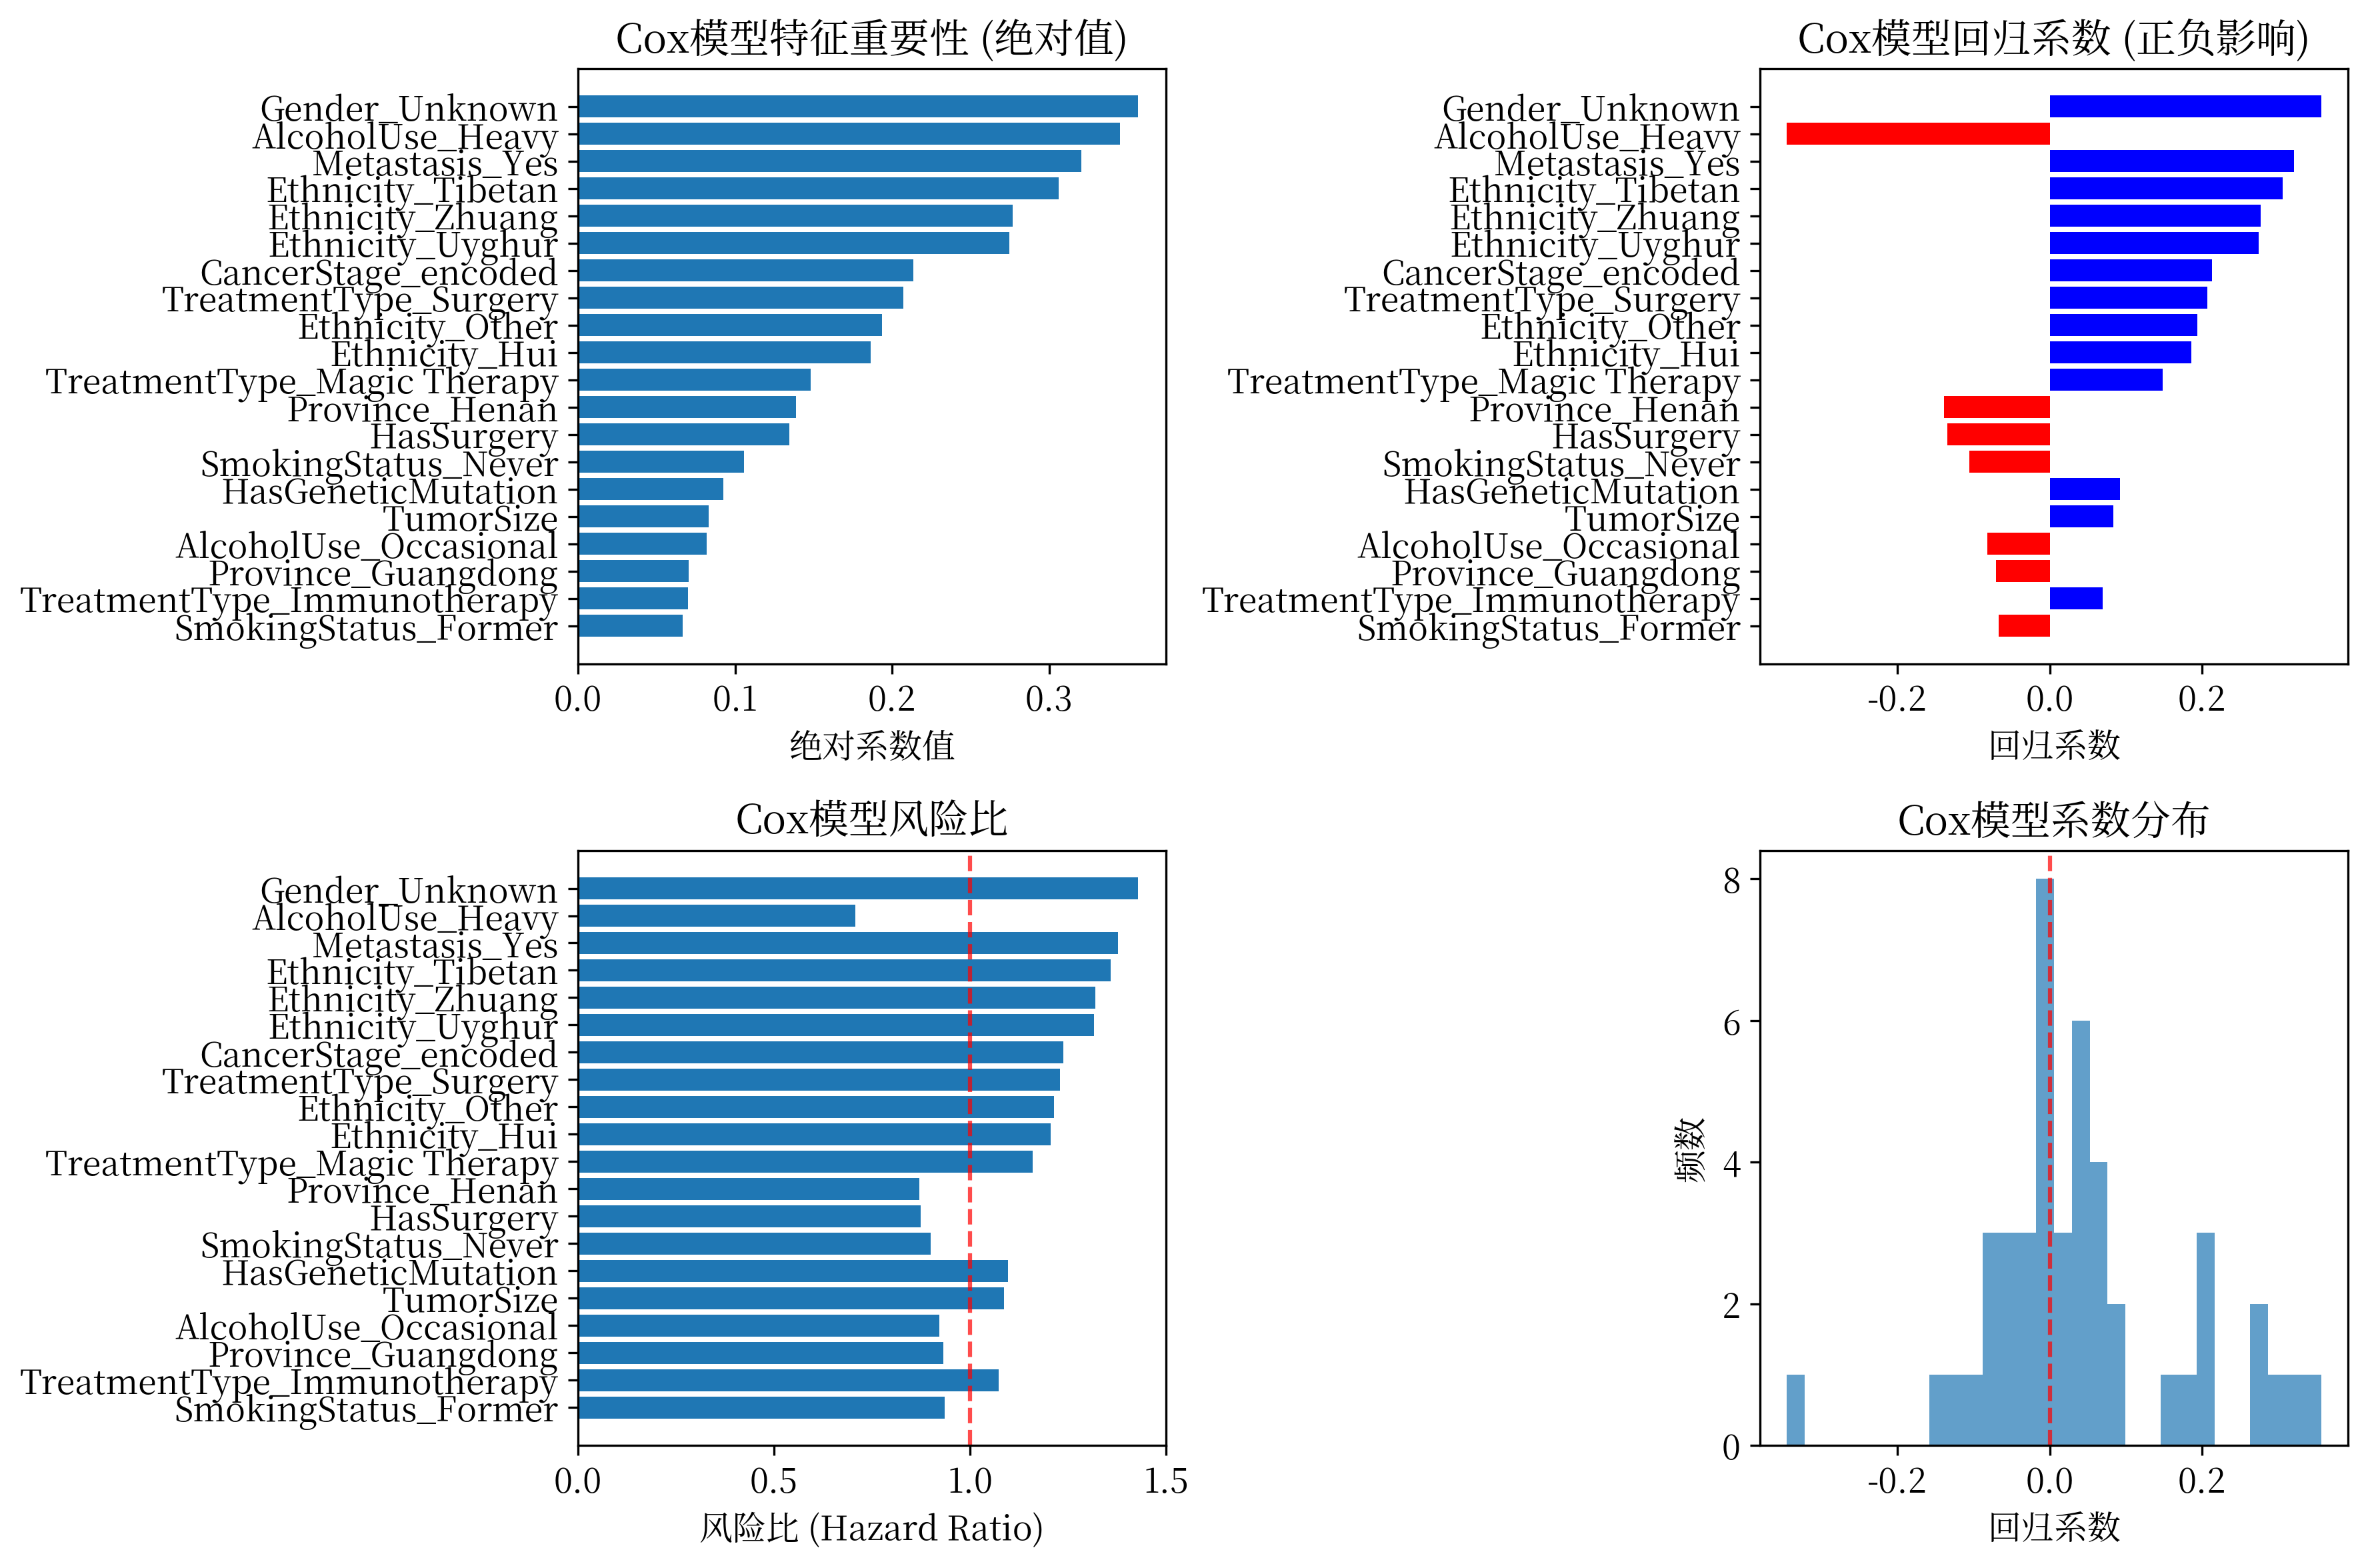 Cox模型特征重要性 (绝对值)
Gender_Unknown
AlcoholUse_Heavy
Metastasis_Yes
Ethnicity_Tibetan
Ethnicity_Zhuang
Ethnicity_Uyghur
CancerStage_encoded
TreatmentType_Surgery
Ethnicity_Other
Ethnicity_Hui
TreatmentType_Magic Therapy
Province_Henan
HasSurgery
SmokingStatus_Never
HasGeneticMutation
TumorSize
AlcoholUse_Occasional
Province_Guangdong
TreatmentType_Immunotherapy
SmokingStatus_Former
0.0 0.1 0.2 0.3
绝对系数值
Cox模型回归系数 (正负影响)
Gender_Unknown
AlcoholUse_Heavy
Metastasis_Yes
Ethnicity_Tibetan
Ethnicity_Zhuang
Ethnicity_Uyghur
CancerStage_encoded
TreatmentType_Surgery
Ethnicity_Other
Ethnicity_Hui
TreatmentType_Magic Therapy
Province_Henan
HasSurgery
SmokingStatus_Never
HasGeneticMutation
TumorSize
AlcoholUse_Occasional
Province_Guangdong
TreatmentType_Immunotherapy
SmokingStatus_Former
-0.2 0.0 0.2
回归系数
Cox模型风险比
Gender_Unknown
AlcoholUse_Heavy
Metastasis_Yes
Ethnicity_Tibetan
Ethnicity_Zhuang
Ethnicity_Uyghur
CancerStage_encoded
TreatmentType_Surgery
Ethnicity_Other
Ethnicity_Hui
TreatmentType_Magic Therapy
Province_Henan
HasSurgery
SmokingStatus_Never
HasGeneticMutation
TumorSize
AlcoholUse_Occasional
Province_Guangdong
TreatmentType_Immunotherapy
SmokingStatus_Former
0.0 0.5 1.0 1.5
风险比 (Hazard Ratio)
Cox模型系数分布
频数
8
6
4
2
0
-0.2 0.0 0.2
回归系数